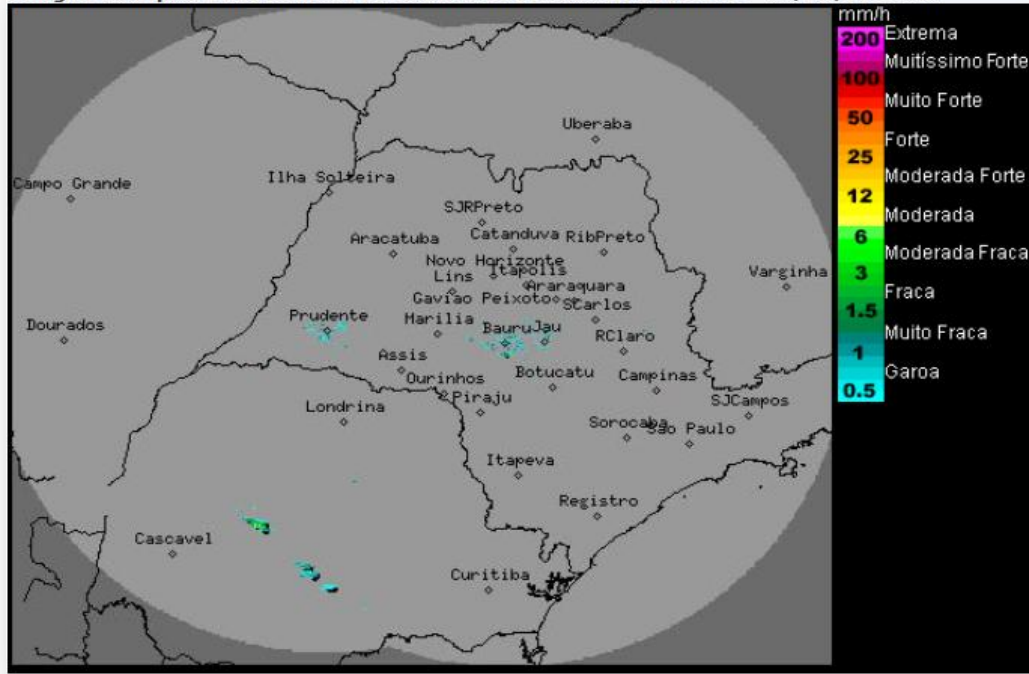 mm/h
200 Extrema
Muitíssimo Forte
100
Muito Forte
50
Forte
25
Moderada Forte
12
Moderada
6
Moderada Fraca
3
Fraca
1.5
Muito Fraca
1
Garoa
0.5
Uberaba
Campo Grande
Ilha Solteira
SJRPreto
Aracatuba
Catanduva
RibPreto
Novo Horizonte
Itapolis
Lins
Araraquara
Varginha
Gaviao Peixoto
SCarlos
Dourados
Prudente
Marilia
Bauru
Jau
RClaro
Assis
Ourinhos
Botucatu
Campinas
Londrina
Piraju
SJCampos
Sorocaba
Sao Paulo
Itapeva
Registro
Cascavel
Curitiba